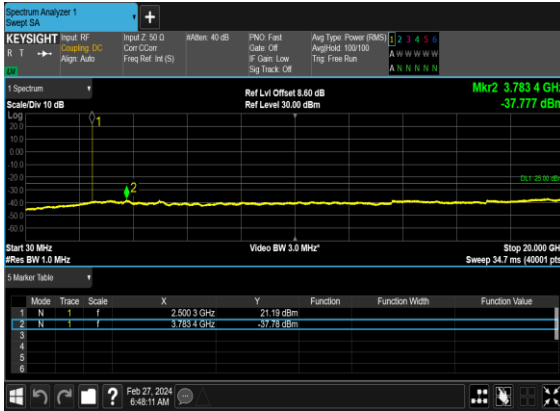 Spectrum Analyzer 1
Swept SA
+
KEYSIGHT Input: RF Input Z: 50 Ω #Atten: 40 dB PNO: Fast Avg Type: Power (RMS) 1 2 3 4 5 6
R T Coupling: DC Corr CCorr Gate: Off Avg|Hold: 100/100 A W W W W W
Align: Auto Freq Ref: Int (S) IF Gain: Low Trig: Free Run
Sig Track: Off A N N N N N
1 Spectrum
Scale/Div 10 dB
Ref Lvl Offset 8.60 dB
Ref Level 30.00 dBm
Mkr2 3.783 4 GHz
-37.777 dBm
Log
20.0
10.0
0.00
-10.0
-20.0
-30.0
-40.0
-50.0
-60.0
1
2
DL1 -25.00 dBm
Start 30 MHz Video BW 3.0 MHz* Stop 20.000 GH
#Res BW 1.0 MHz Sweep 34.7 ms (40001 pts
5 Marker Table
Mode Trace Scale X Y Function Function Width Function Value
1 N 1 f 2.500 3 GHz 21.19 dBm
2 N 1 f 3.783 4 GHz -37.78 dBm
3
4
5
6
?
Feb 27, 2024
6:48:11 AM